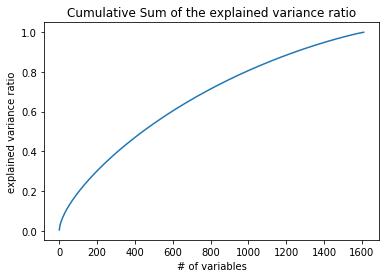 Cumulative Sum of the explained variance ratio
1.0
0.8
0.6
0.4
0.2
0.0
explained variance ratio
0 200 400 600 800 1000 1200 1400 1600
# of variables